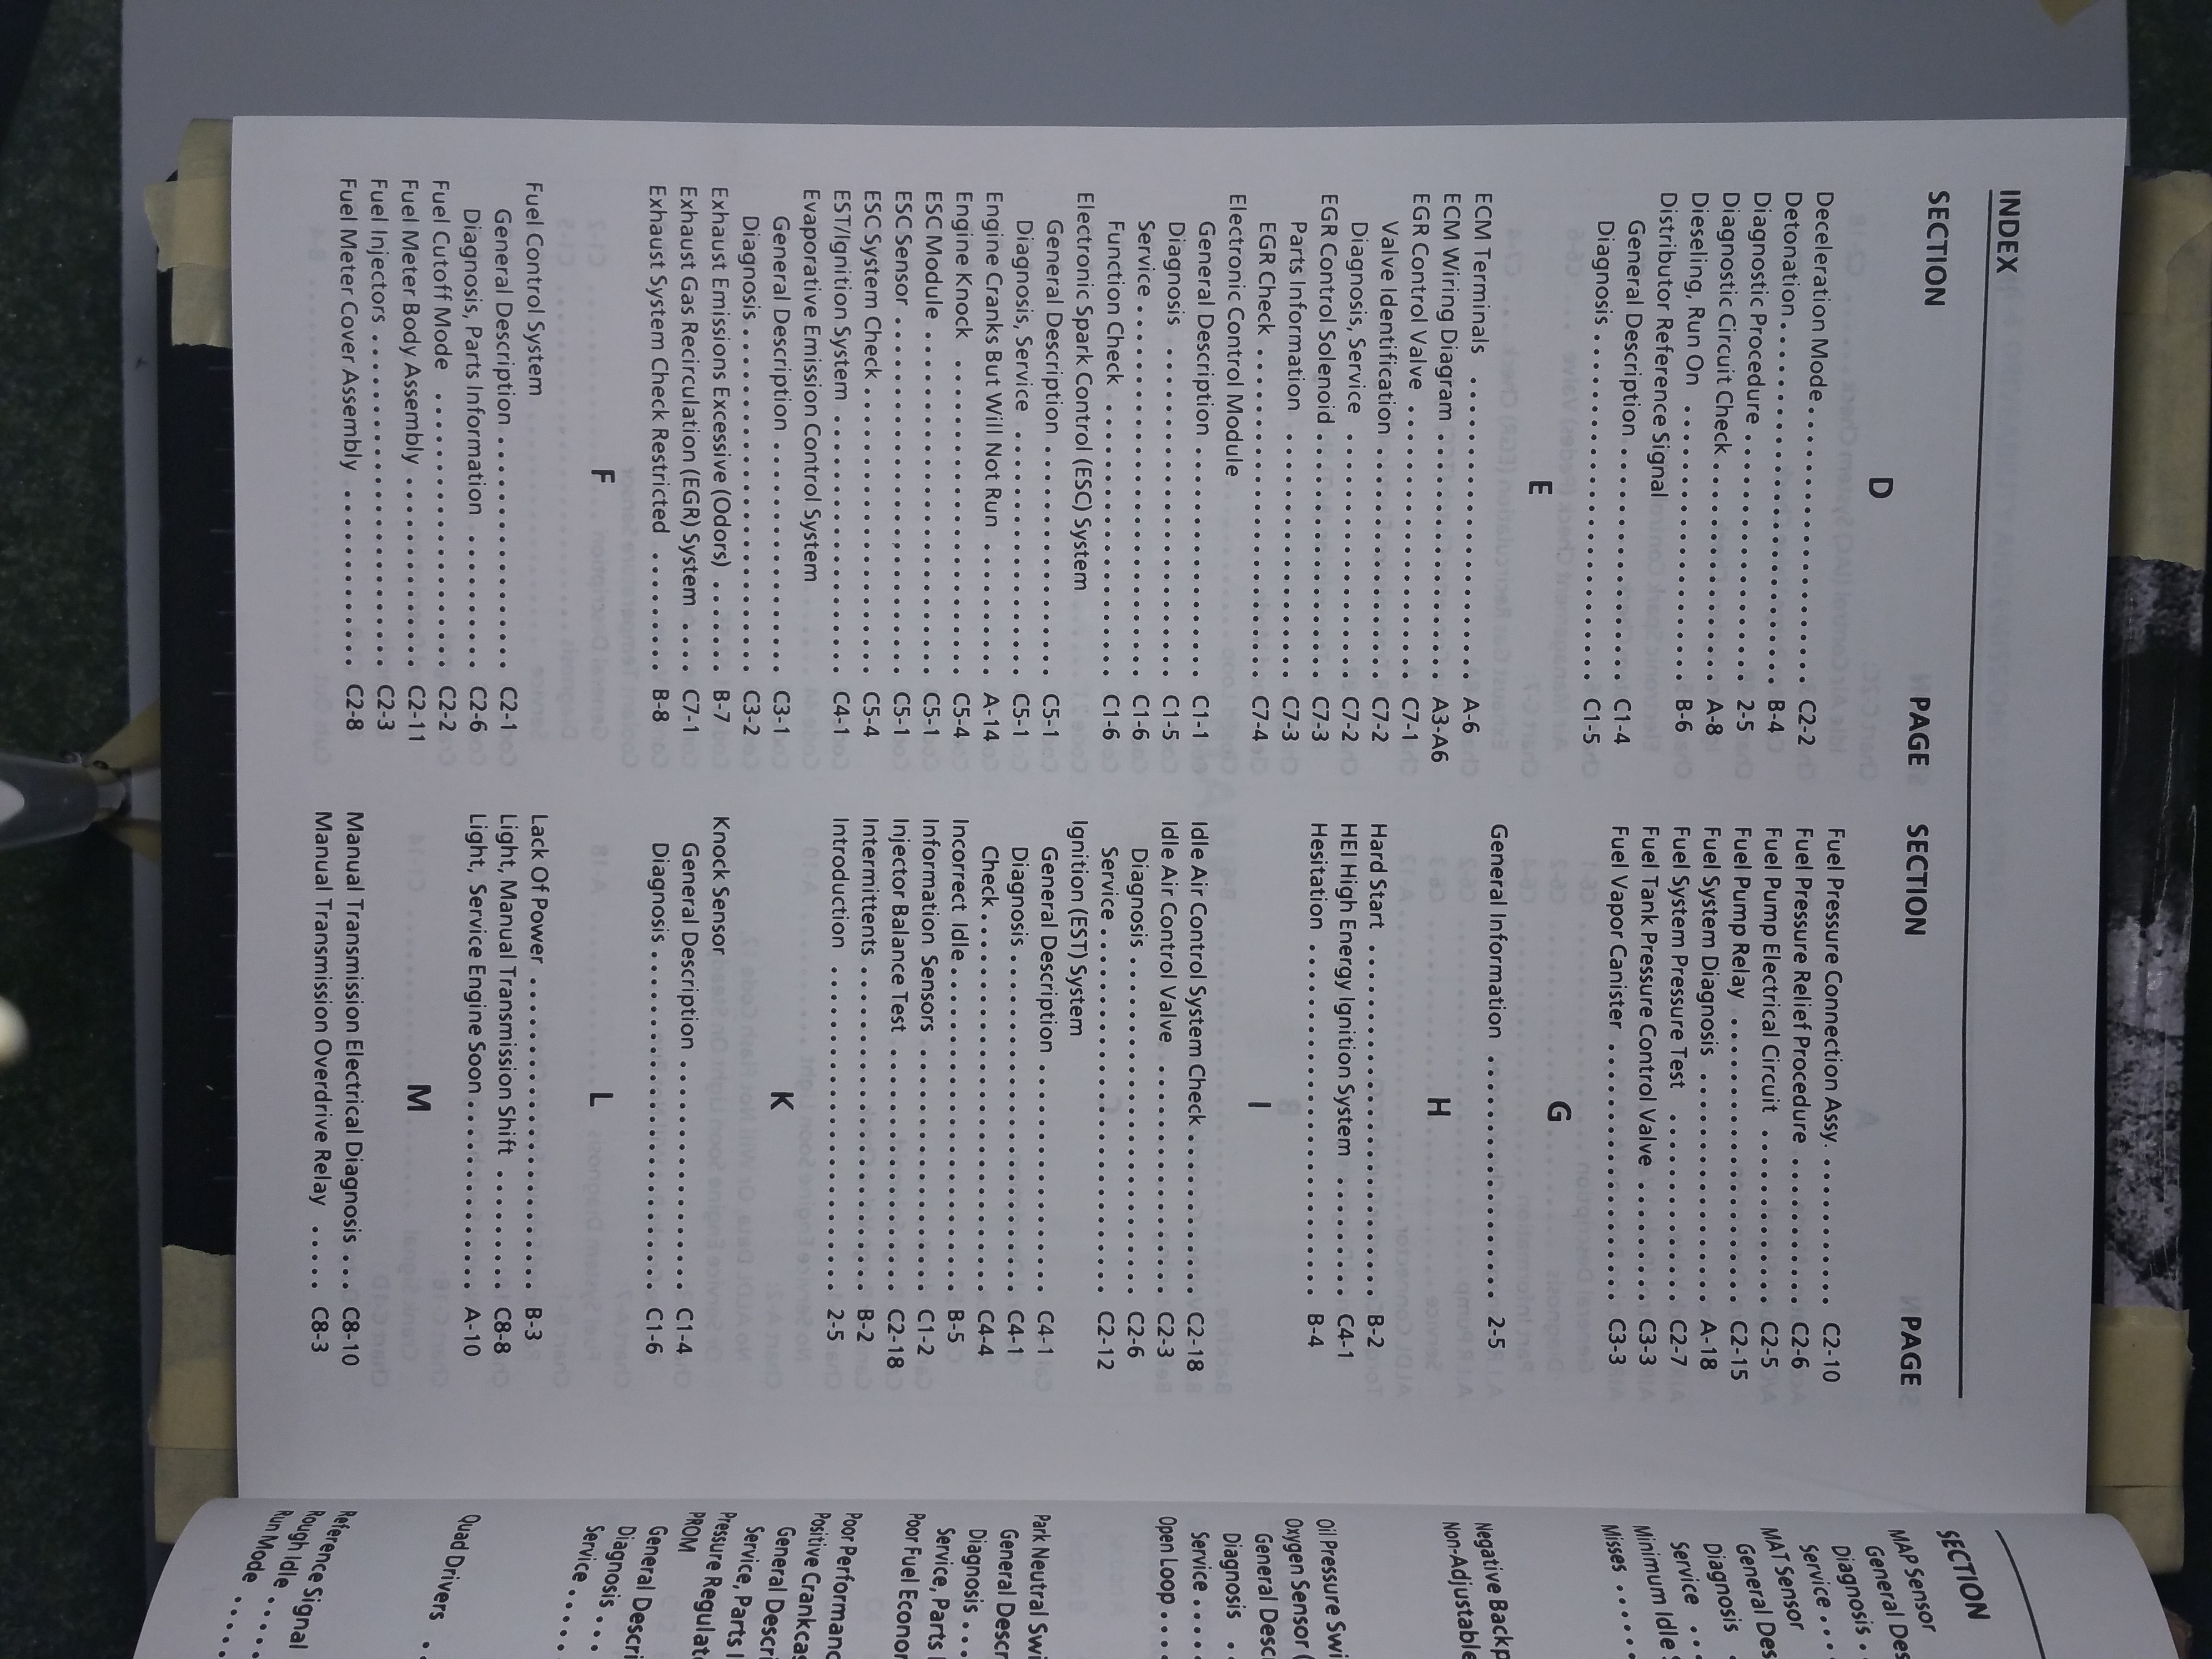 INDEX
SECTION PAGE
D
Deceleration Mode . . . . . . . . . . C2-2
Detonation . . . . . . . . . . B-4
Diagnostic Procedure . . . . . . . . . . 2-5
Diagnostic Circuit Check . . . . . . . . . . A-8
Dieseling, Run On . . . . . . . . . . B-6
Distributor Reference Signal
General Description . . . . . . . . . . C1-4
Diagnosis . . . . . . . . . . C1-5
E
ECM Terminals . . . . . . . . . . A-6
ECM Wiring Diagram . . . . . . . . . . A3-A6
EGR Control Valve . . . . . . . . . . C7-1
Valve Identification . . . . . . . . . . C7-2
Diagnosis, Service . . . . . . . . . . C7-2
EGR Control Solenoid . . . . . . . . . . C7-3
Parts Information . . . . . . . . . . C7-3
EGR Check . . . . . . . . . . C7-4
Electronic Control Module
General Description . . . . . . . . . . C1-1
Diagnosis . . . . . . . . . . C1-5
Service . . . . . . . . . . C1-6
Function Check . . . . . . . . . . C1-6
Electronic Spark Control (ESC) System
General Description . . . . . . . . . . C5-1
Diagnosis, Service . . . . . . . . . . C5-1
Engine Cranks But Will Not Run . . . . . . . . . . A-14
Engine Knock . . . . . . . . . . C5-4
ESC Module . . . . . . . . . . C5-1
ESC Sensor . . . . . . . . . . C5-1
ESC System Check . . . . . . . . . . C5-4
EST/Ignition System . . . . . . . . . . C4-1
Evaporative Emission Control System
General Description . . . . . . . . . . C3-1
Diagnosis . . . . . . . . . . C3-2
Exhaust Emissions Excessive (Odors) . . . . . . . B-7
Exhaust Gas Recirculation (EGR) System . . . . C7-1
Exhaust System Check Restricted . . . . . . . . . B-8
F
Fuel Control System
General Description . . . . . . . . . . C2-1
Diagnosis, Parts Information . . . . . . . . . . C2-6
Fuel Cutoff Mode . . . . . . . . . . C2-2
Fuel Meter Body Assembly . . . . . . . . . . C2-11
Fuel Injectors . . . . . . . . . . C2-3
Fuel Meter Cover Assembly . . . . . . . . . . C2-8
SECTION PAGE
Fuel Pressure Connection Assy. . . . . . . . . . . C2-10
Fuel Pressure Relief Procedure . . . . . . . . . . C2-6
Fuel Pump Electrical Circuit . . . . . . . . . . C2-5
Fuel Pump Relay . . . . . . . . . . C2-15
Fuel System Diagnosis . . . . . . . . . . A-18
Fuel System Pressure Test . . . . . . . . . . C2-7
Fuel Tank Pressure Control Valve . . . . . . . . C3-3
Fuel Vapor Canister . . . . . . . . . . C3-3
G
General Information . . . . . . . . . . 2-5
H
Hard Start . . . . . . . . . . B-2
HEI High Energy Ignition System . . . . . . . . C4-1
Hesitation . . . . . . . . . . B-4
I
Idle Air Control System Check . . . . . . . . . . C2-18
Idle Air Control Valve . . . . . . . . . . C2-3
Diagnosis . . . . . . . . . . C2-6
Service . . . . . . . . . . C2-12
Ignition (EST) System
General Description . . . . . . . . . . C4-1
Diagnosis . . . . . . . . . . C4-1
Check . . . . . . . . . . C4-4
Incorrect Idle . . . . . . . . . . B-5
Information Sensors . . . . . . . . . . C1-2
Injector Balance Test . . . . . . . . . . C2-18
Intermittents . . . . . . . . . . B-2
Introduction . . . . . . . . . . 2-5
K
Knock Sensor
General Description . . . . . . . . . . C1-4
Diagnosis . . . . . . . . . . C1-6
L
Lack Of Power . . . . . . . . . . B-3
Light, Manual Transmission Shift . . . . . . . . C8-8
Light, Service Engine Soon . . . . . . . . . . A-10
M
Manual Transmission Electrical Diagnosis . . . C8-10
Manual Transmission Overdrive Relay . . . . . C8-3
SECTION
MAP Sensor
General Des
Diagnosis .
Service . . .
MAT Sensor
General Des
Diagnosis
Service . .
Minimum Idle
Misses . . . . . .
Negative Backp
Non-Adjustable
Oil Pressure Swi
Oxygen Sensor (
General Desc
Diagnosis .
Service . . . . .
Open Loop . . . .
Park Neutral Swi
General Descr
Diagnosis . . .
Service, Parts
Poor Fuel Econor
Poor Performanc
Positive Crankcas
General Descri
Service, Parts I
Pressure Regulat
PROM
General Descri
Diagnosis . . .
Service . . . . .
Quad Drivers . .
Reference Signal
Rough Idle . . . . .
Run Mode . . . . .